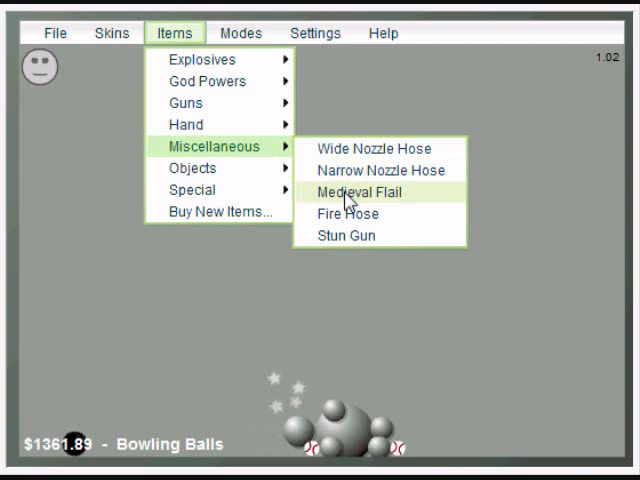 File Skins Items Modes Settings Help
1.02
Explosives
God Powers
Guns
Hand
Miscellaneous
Objects
Special
Buy New Items...
Wide Nozzle Hose
Narrow Nozzle Hose
Medieval Flail
Fire Hose
Stun Gun
$1361.89 - Bowling Balls